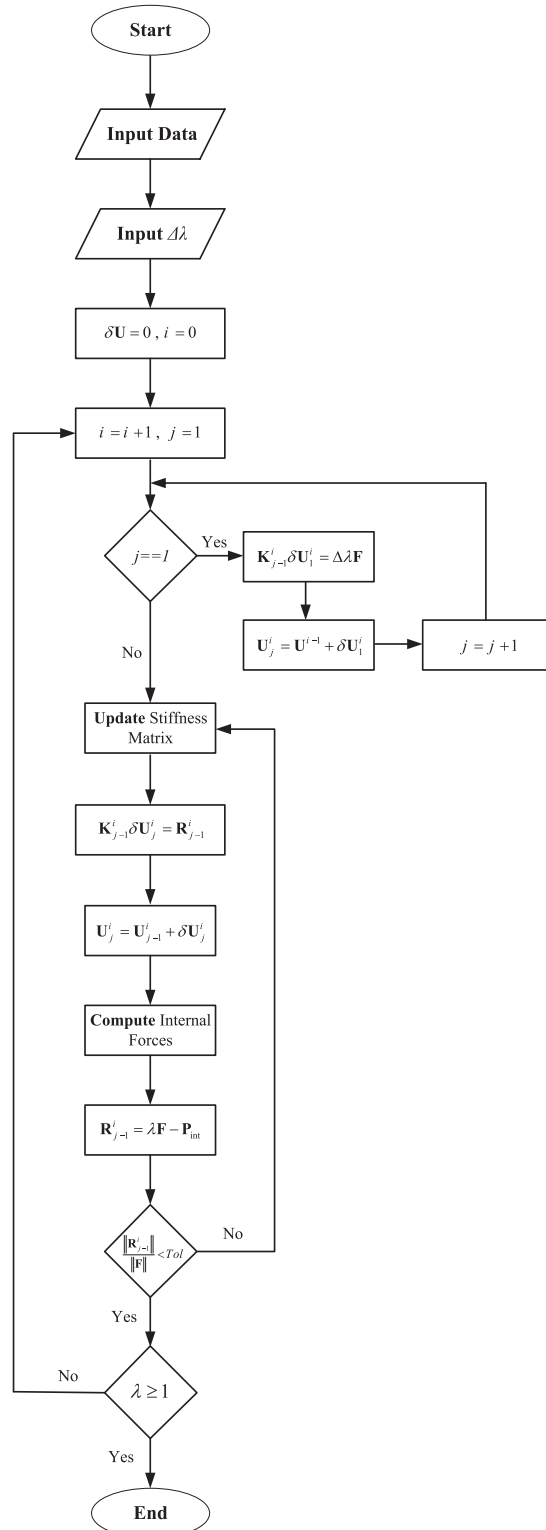 Start
Input Data
Input Δλ
δU = 0 , i = 0
i = i + 1 ,  j = 1
j==1
Yes
K^i_{j−1} δU^i_1 = ΔλF
U^i_j = U^{i−1} + δU^i_1
j = j + 1
No
Update Stiffness
Matrix
K^i_{j−1} δU^i_j = R^i_{j−1}
U^i_j = U^i_{j−1} + δU^i_j
Compute Internal
Forces
R^i_{j−1} = λF − P_int
‖R^i_{j−1}‖ / ‖F‖ < Tol
No
Yes
λ ≥ 1
No
Yes
End